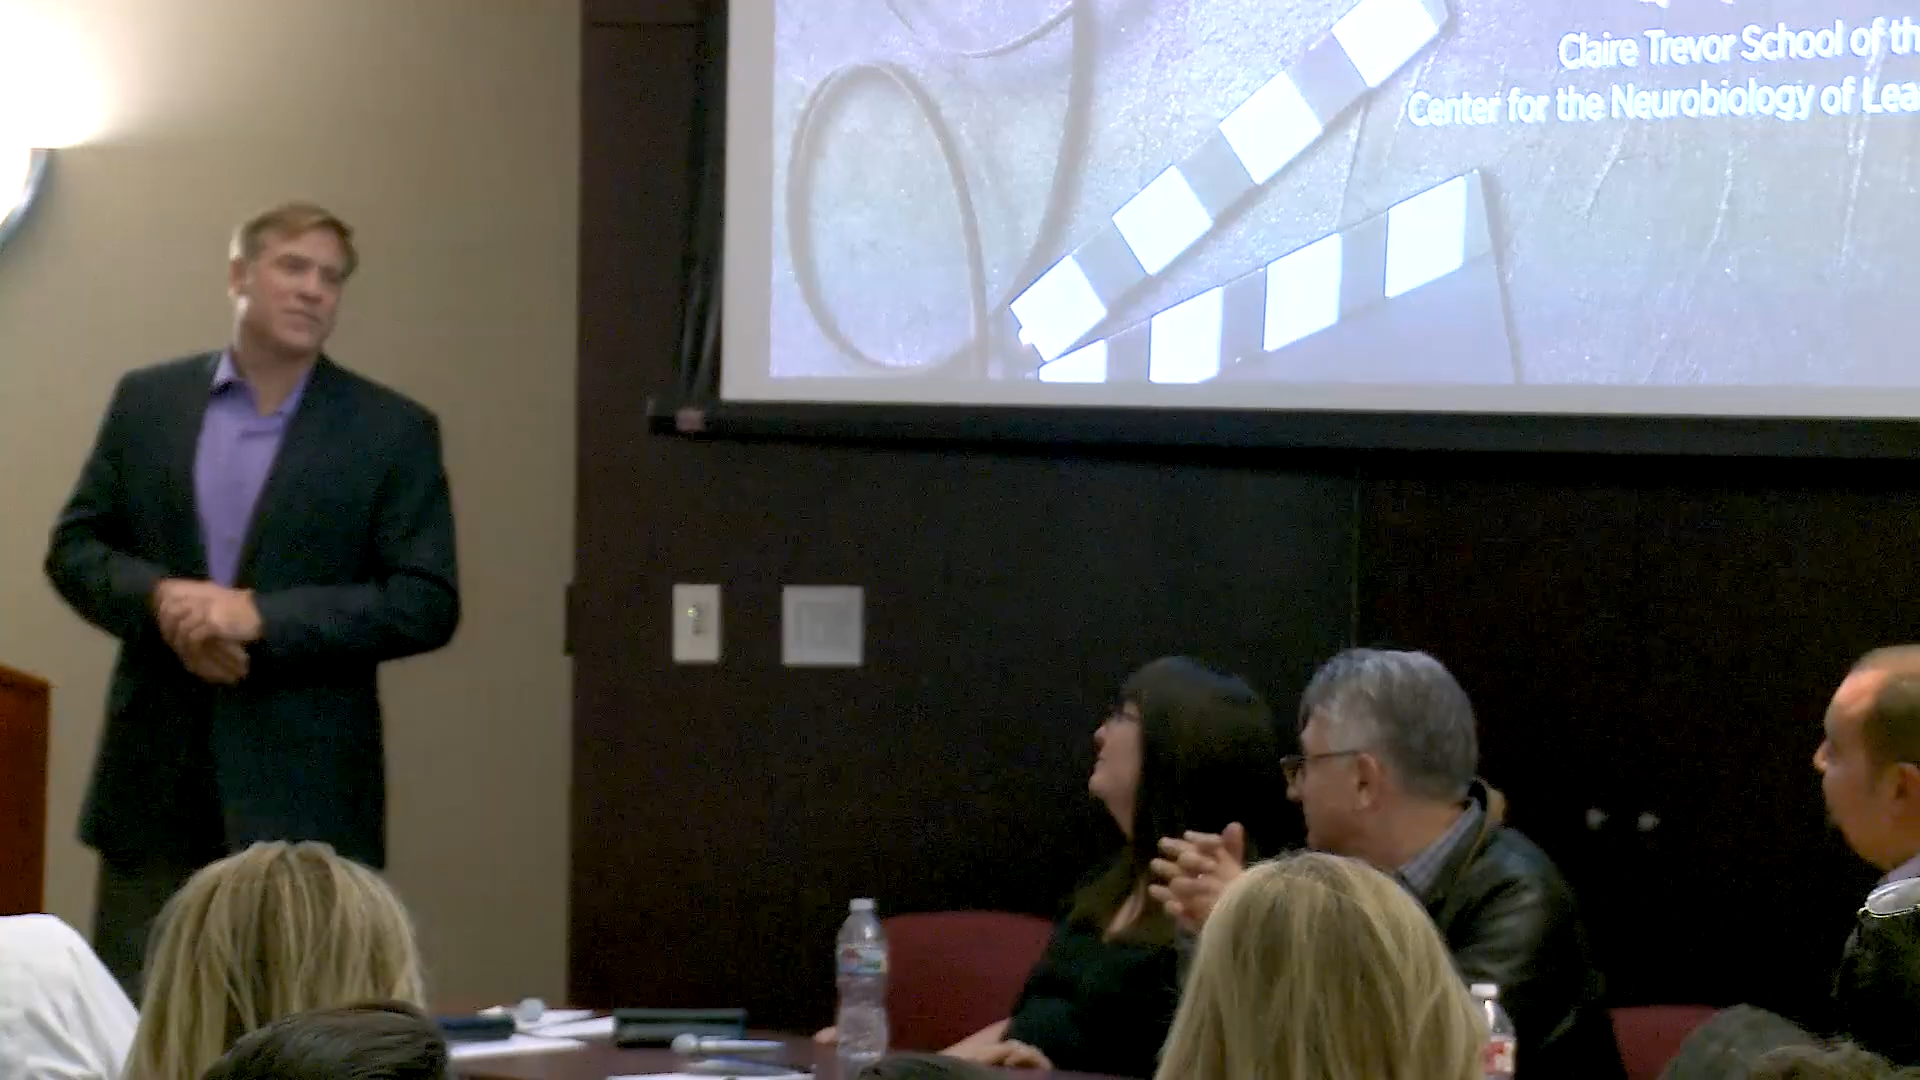 Claire Trevor School of th
Center for the Neurobiology of Lea